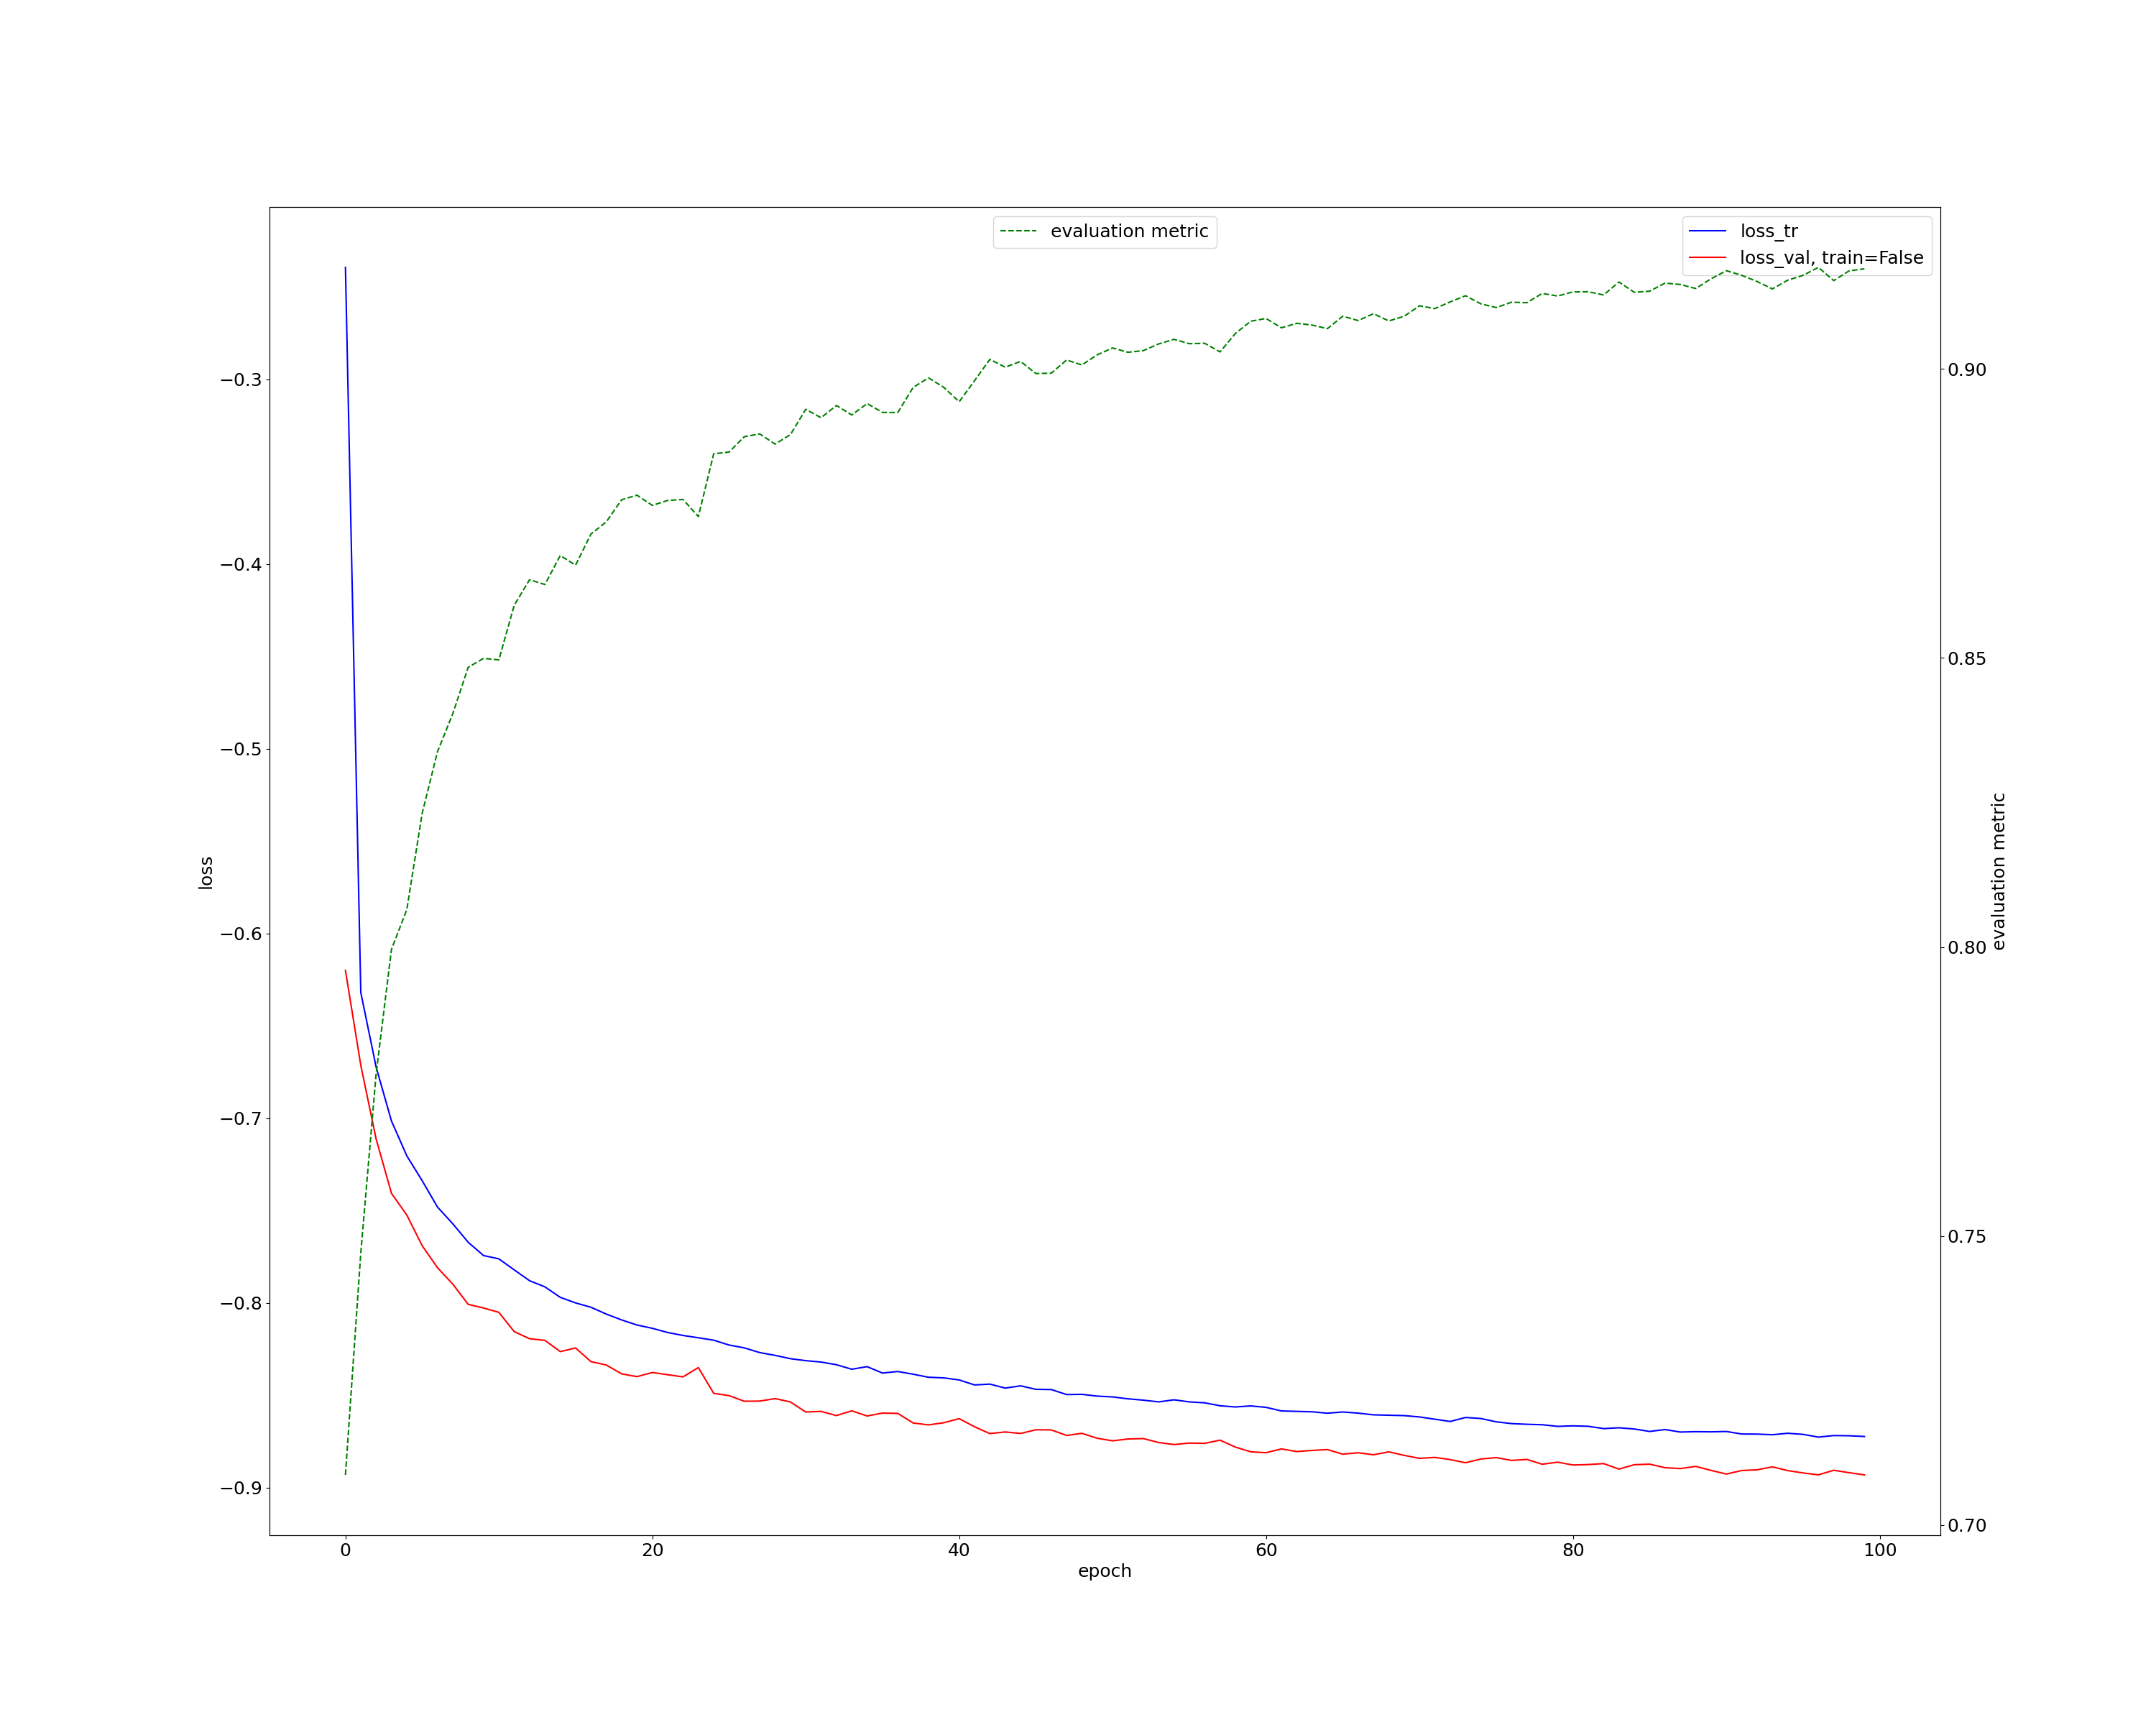 evaluation metric
loss_tr
loss_val, train=False
−0.3
−0.4
−0.5
−0.6
−0.7
−0.8
−0.9
loss
0.90
0.85
0.80
0.75
0.70
evaluation metric
0 20 40 60 80 100
epoch